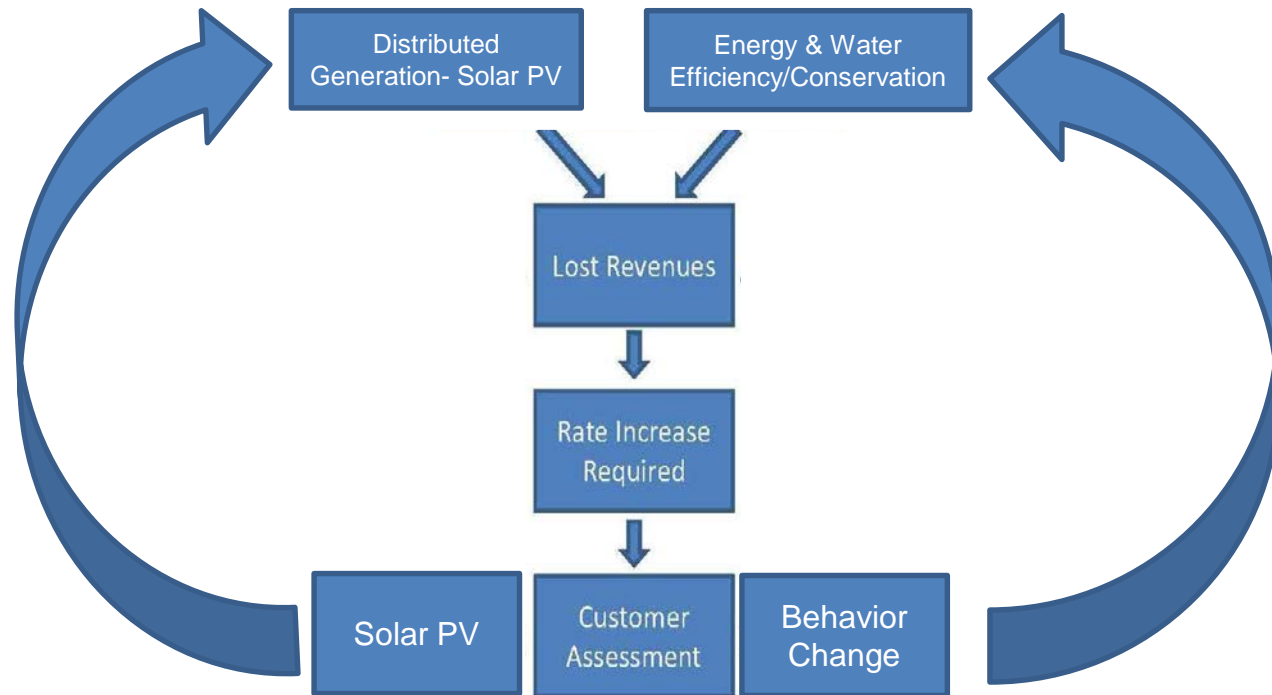 Distributed
Generation- Solar PV
Energy & Water
Efficiency/Conservation
Lost Revenues
Rate Increase
Required
Solar PV
Customer
Assessment
Behavior
Change